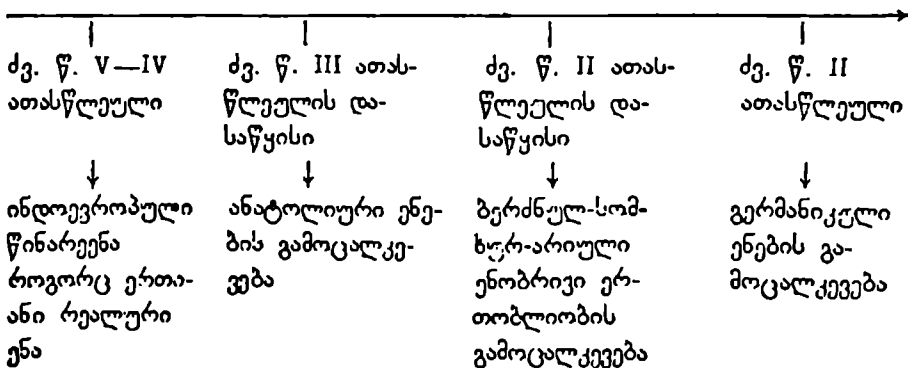 ძვ. წ. V—IV
ათასწლეული
ინდოევროპული
წინარეენა
როგორც ერთი-
ანი რეალური
ენა
ძვ. წ. III ათას-
წლეულის და-
საწყისი
ანატოლიური ენე-
ბის გამოცალკე-
ვება
ძვ. წ. II ათას-
წლეულის და-
საწყისი
ბერძნულ-სომ-
ხურ-არიული
ენობრივი ერ-
თობლიობის
გამოცალკევება
ძვ. წ. II
ათასწლეული
გერმანიკული
ენების გა-
მოცალკევება